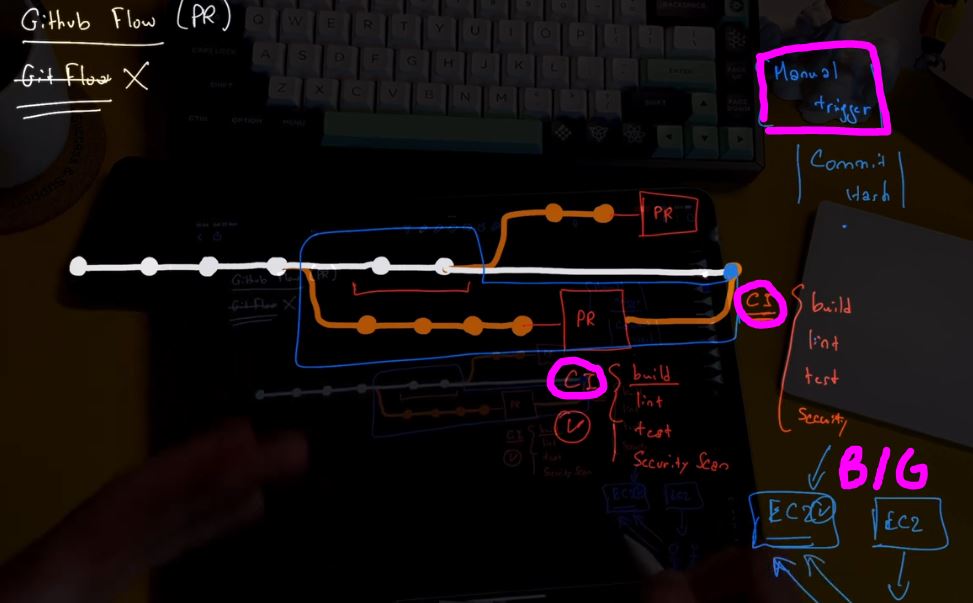 Github Flow (PR)
Git Flow X
Manual
trigger
Commit
Hash
PR
PR
CI
build
lint
test
Security
CI
build
lint
test
Security Scan
B/G
EC2
EC2